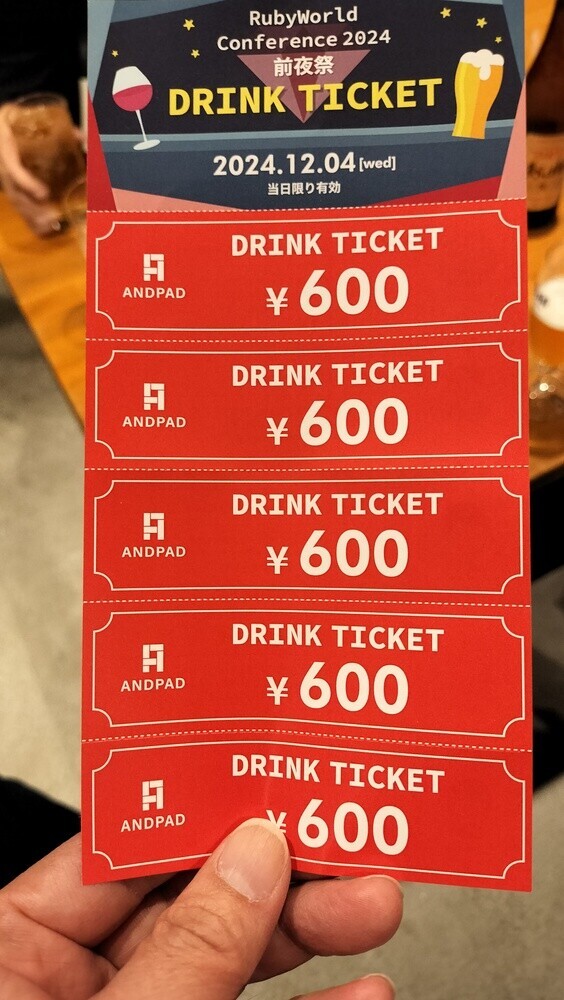 RubyWorld
Conference 2024
前夜祭
DRINK TICKET
2024.12.04 [wed]
当日限り有効
DRINK TICKET
ANDPAD
¥600
DRINK TICKET
ANDPAD
¥600
DRINK TICKET
ANDPAD
¥600
DRINK TICKET
ANDPAD
¥600
DRINK TICKET
ANDPAD
¥600